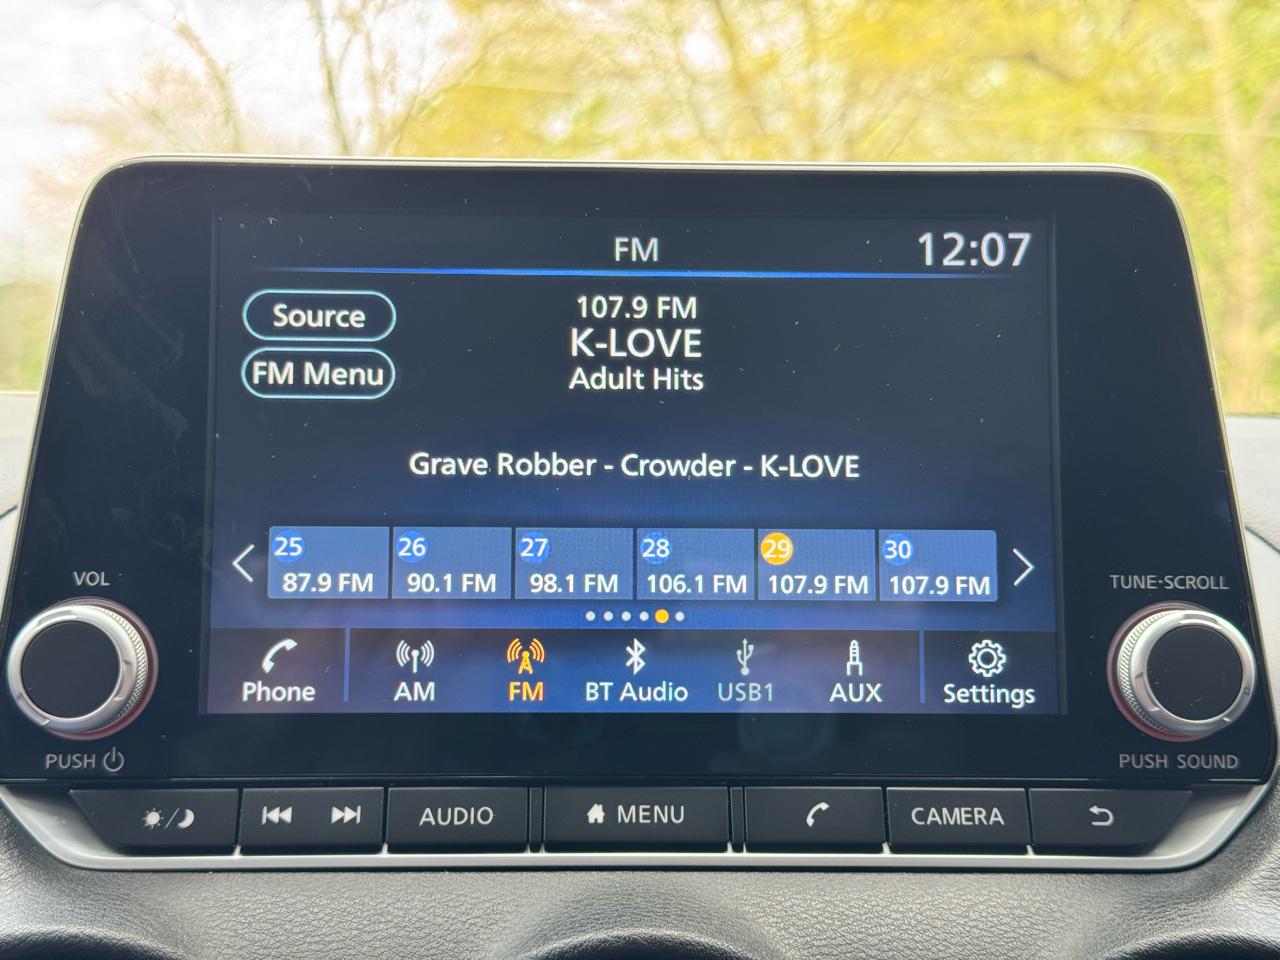 FM
12:07
Source
107.9 FM
K-LOVE
FM Menu
Adult Hits
Grave Robber - Crowder - K-LOVE
25 26 27 28 29 30
87.9 FM 90.1 FM 98.1 FM 106.1 FM 107.9 FM 107.9 FM
VOL
TUNE·SCROLL
Phone AM FM BT Audio USB1 AUX Settings
PUSH
PUSH SOUND
AUDIO MENU CAMERA